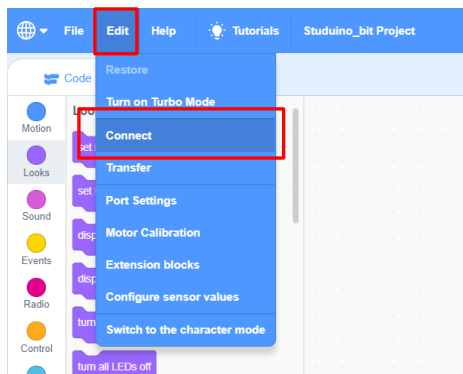 File Edit Help Tutorials Studuino_bit Project
Code
Restore
Turn on Turbo Mode
Connect
Transfer
Port Settings
Motor Calibration
Extension blocks
Configure sensor values
Switch to the character mode
Motion
Looks
Sound
Events
Radio
Control
Loo
set
set
disp
disp
turn
turn all LEDs off